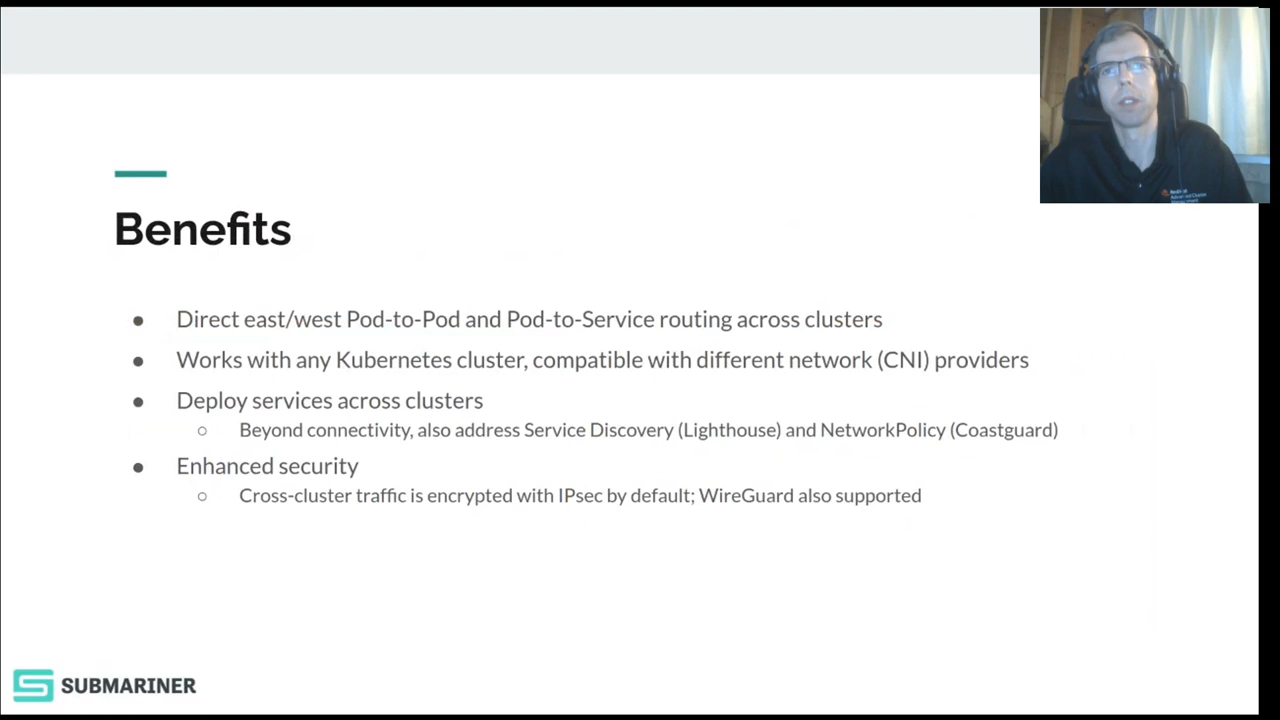 Benefits
● Direct east/west Pod-to-Pod and Pod-to-Service routing across clusters
● Works with any Kubernetes cluster, compatible with different network (CNI) providers
● Deploy services across clusters
○ Beyond connectivity, also address Service Discovery (Lighthouse) and NetworkPolicy (Coastguard)
● Enhanced security
○ Cross-cluster traffic is encrypted with IPsec by default; WireGuard also supported
SUBMARINER